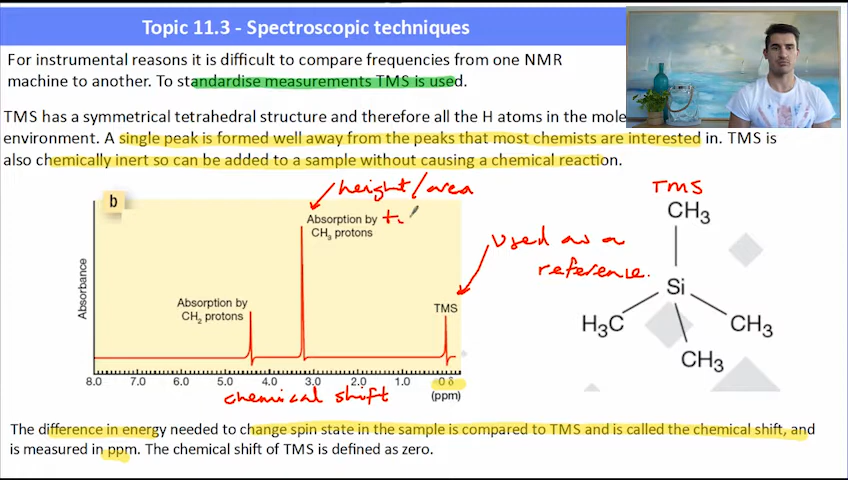 Topic 11.3 - Spectroscopic techniques
For instrumental reasons it is difficult to compare frequencies from one NMR
machine to another. To standardise measurements TMS is used.
TMS has a symmetrical tetrahedral structure and therefore all the H atoms in the mole
environment. A single peak is formed well away from the peaks that most chemists are interested in. TMS is
also chemically inert so can be added to a sample without causing a chemical reaction.
b
height/area
Absorption by
CH3 protons
Absorption by
CH2 protons
TMS
Absorbance
8.0 7.0 6.0 5.0 4.0 3.0 2.0 1.0 0 δ
(ppm)
chemical shift
used as a
reference.
TMS
CH3
Si
H3C
CH3
CH3
The difference in energy needed to change spin state in the sample is compared to TMS and is called the chemical shift, and
is measured in ppm. The chemical shift of TMS is defined as zero.